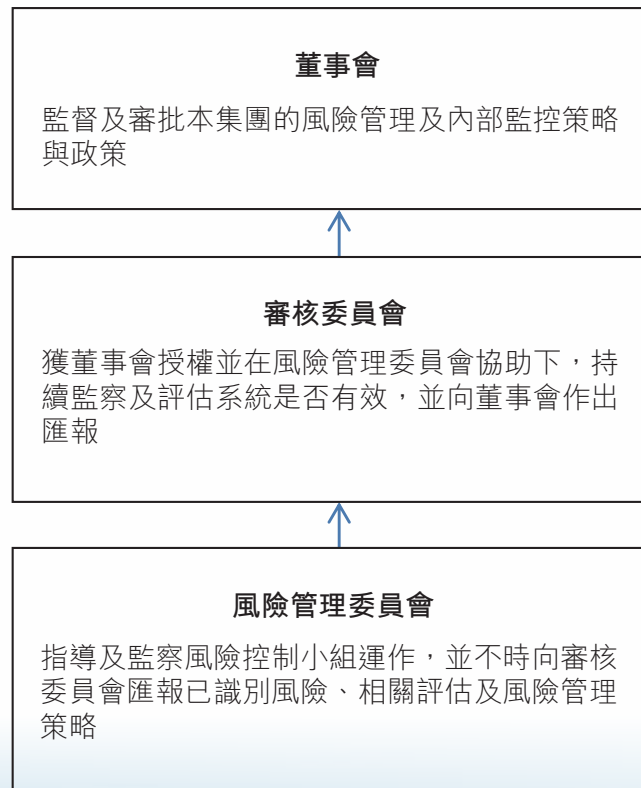 董事會
監督及審批本集團的風險管理及內部監控策略
與政策
審核委員會
獲董事會授權並在風險管理委員會協助下，持
續監察及評估系統是否有效，並向董事會作出
匯報
風險管理委員會
指導及監察風險控制小組運作，並不時向審核
委員會匯報已識別風險、相關評估及風險管理
策略